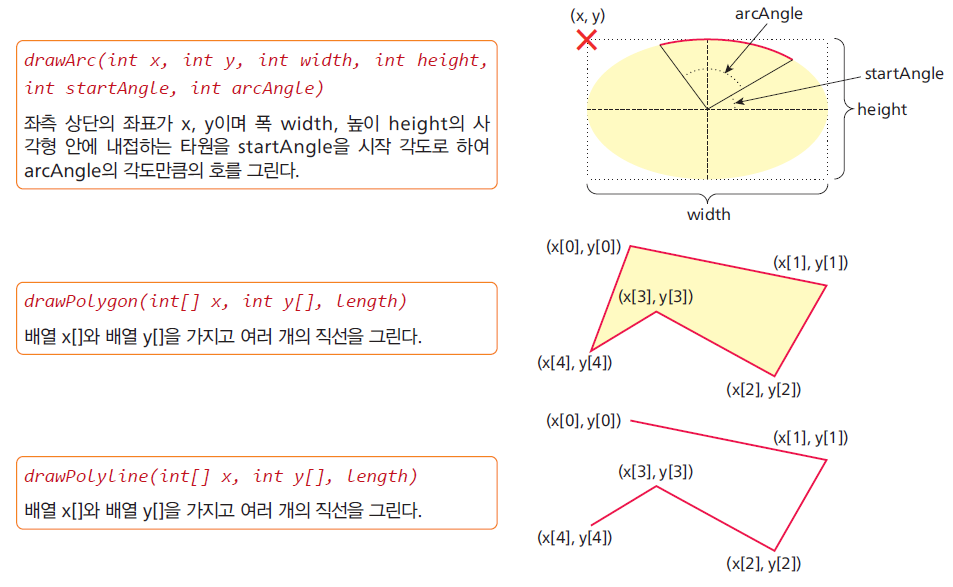 drawArc(int x, int y, int width, int height,
int startAngle, int arcAngle)
좌측 상단의 좌표가 x, y이며 폭 width, 높이 height의 사
각형 안에 내접하는 타원을 startAngle을 시작 각도로 하여
arcAngle의 각도만큼의 호를 그린다.
(x, y)
arcAngle
startAngle
height
width
drawPolygon(int[] x, int y[], length)
배열 x[]와 배열 y[]을 가지고 여러 개의 직선을 그린다.
(x[0], y[0])
(x[1], y[1])
(x[3], y[3])
(x[4], y[4])
(x[2], y[2])
drawPolyline(int[] x, int y[], length)
배열 x[]와 배열 y[]을 가지고 여러 개의 직선을 그린다.
(x[0], y[0])
(x[1], y[1])
(x[3], y[3])
(x[4], y[4])
(x[2], y[2])